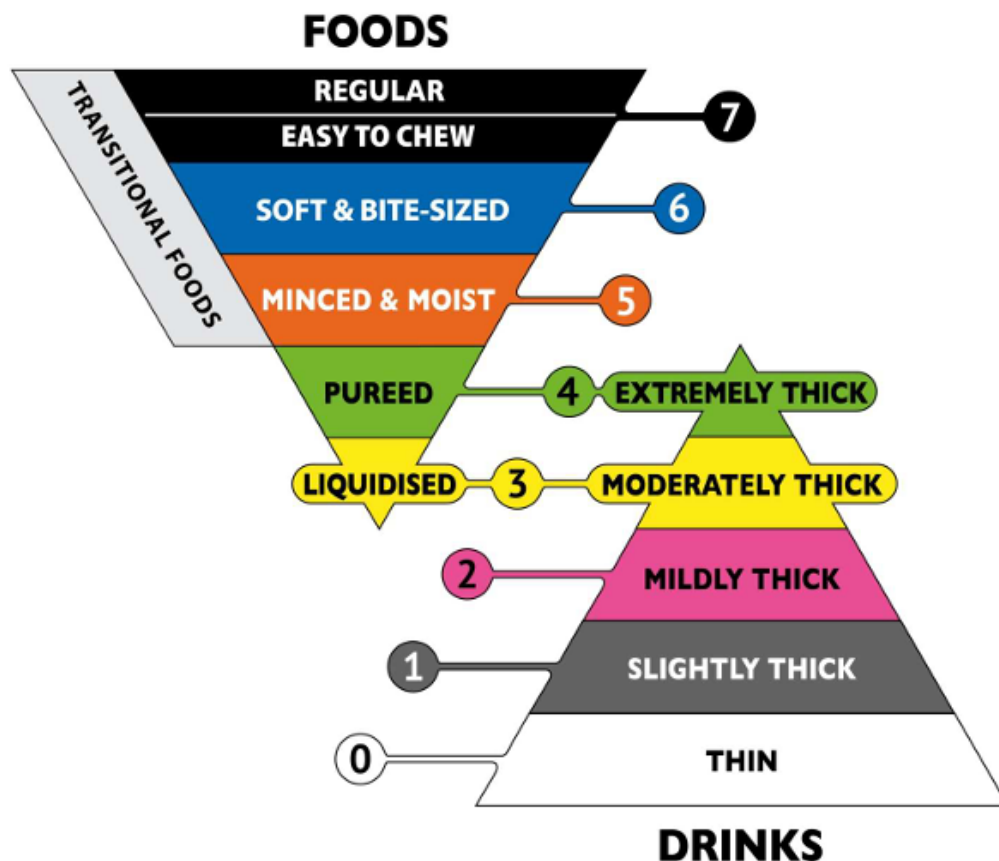 FOODS
REGULAR
EASY TO CHEW
7
TRANSITIONAL FOODS
SOFT & BITE-SIZED
6
MINCED & MOIST
5
PUREED
4
EXTREMELY THICK
LIQUIDISED
3
MODERATELY THICK
2
MILDLY THICK
1
SLIGHTLY THICK
0
THIN
DRINKS